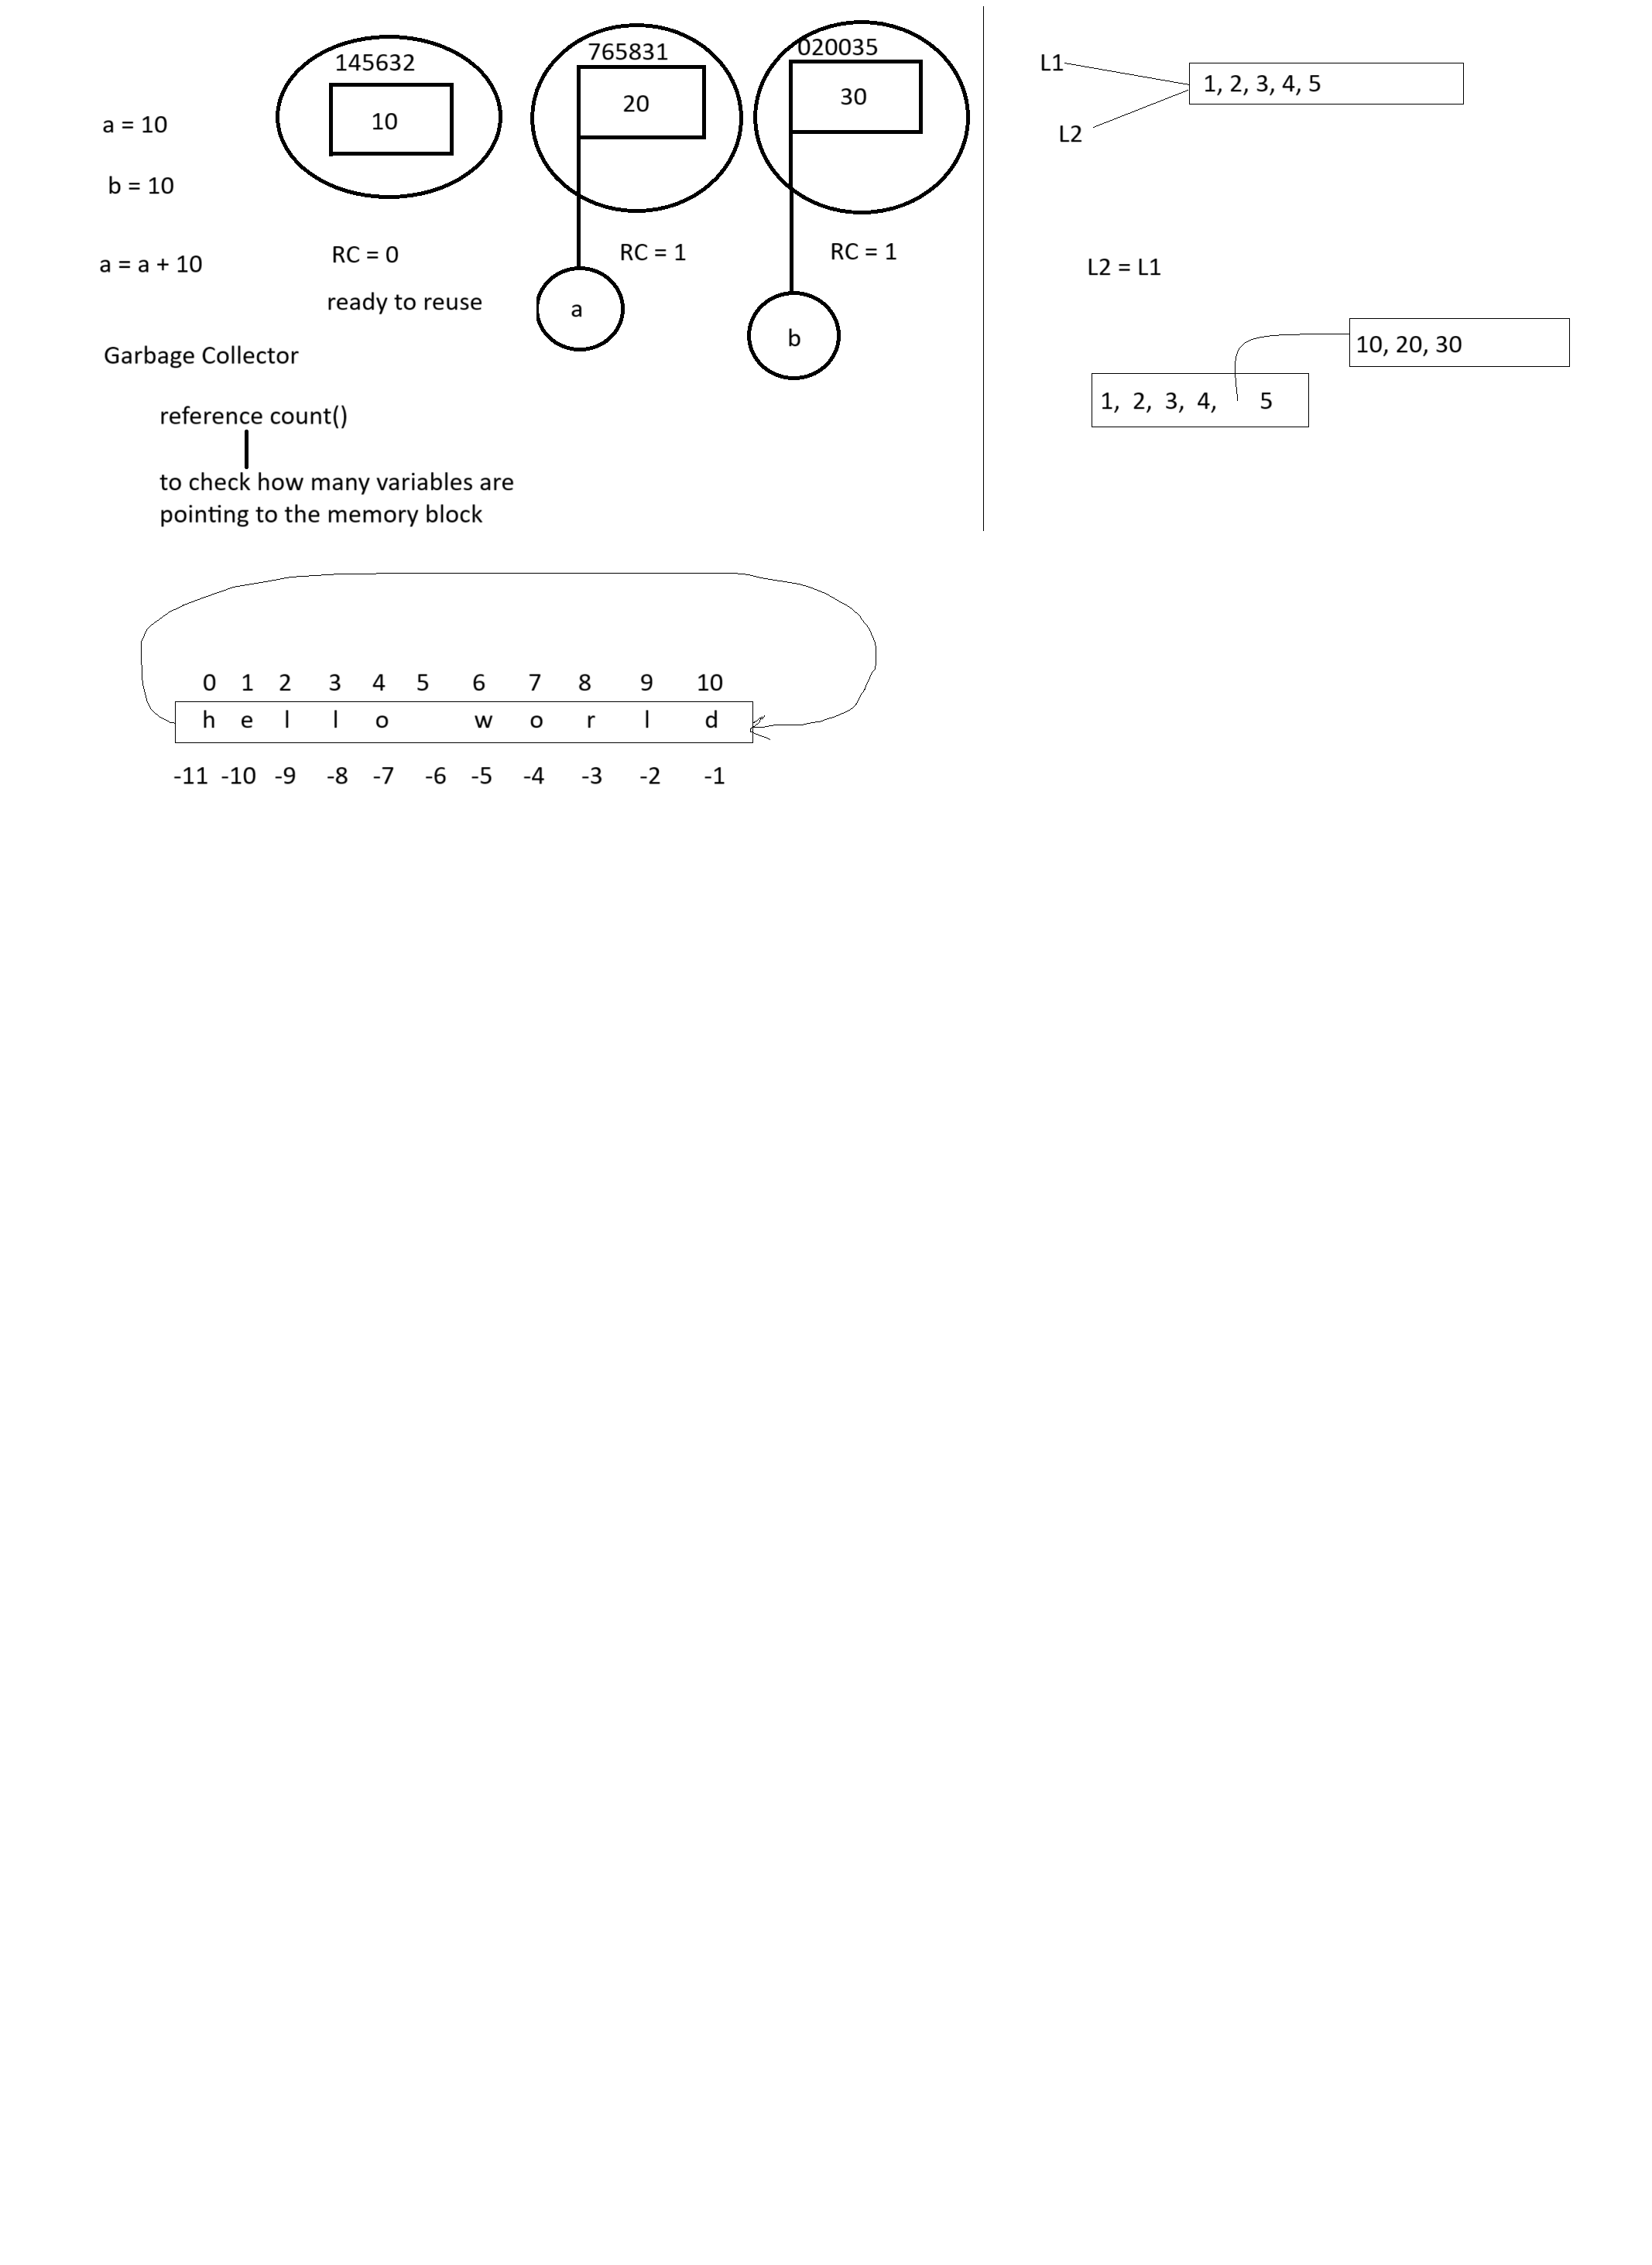 145632
765831
020035
10
20
30
a = 10
b = 10
a = a + 10
RC = 0
RC = 1
RC = 1
ready to reuse
a
b
Garbage Collector
reference count()
to check how many variables are
pointing to the memory block
L1
1, 2, 3, 4, 5
L2
L2 = L1
10, 20, 30
1, 2, 3, 4, 5
0 1 2 3 4 5 6 7 8 9 10
h e l l o w o r l d
-11 -10 -9 -8 -7 -6 -5 -4 -3 -2 -1